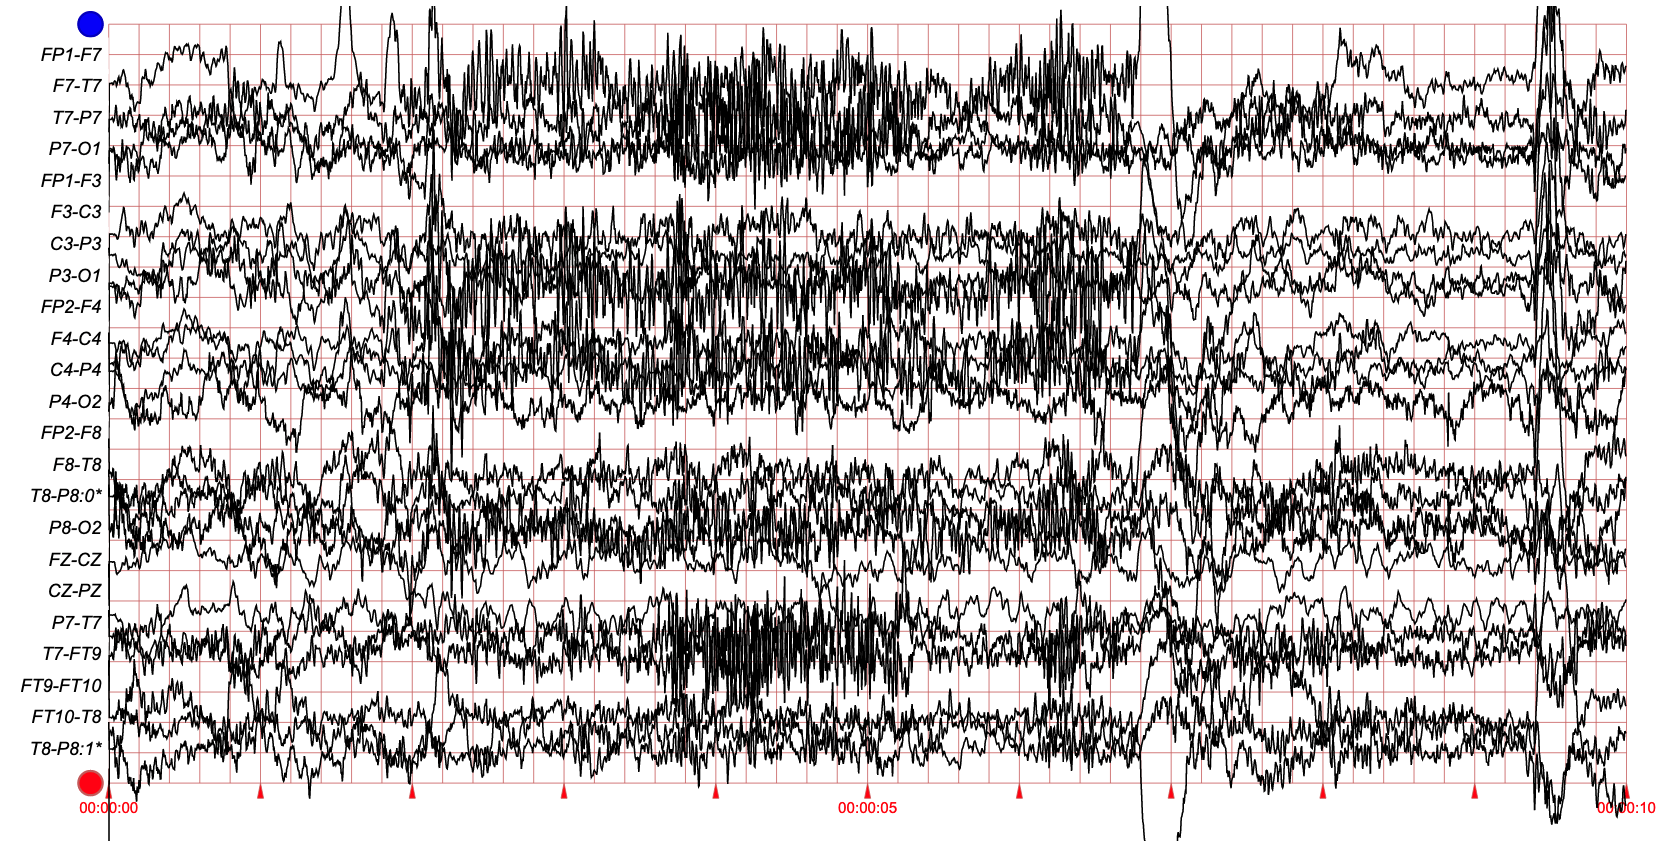 FP1-F7
F7-T7
T7-P7
P7-O1
FP1-F3
F3-C3
C3-P3
P3-O1
FP2-F4
F4-C4
C4-P4
P4-O2
FP2-F8
F8-T8
T8-P8:0*
P8-O2
FZ-CZ
CZ-PZ
P7-T7
T7-FT9
FT9-FT10
FT10-T8
T8-P8:1*
00:00:00 00:00:05 00:00:10